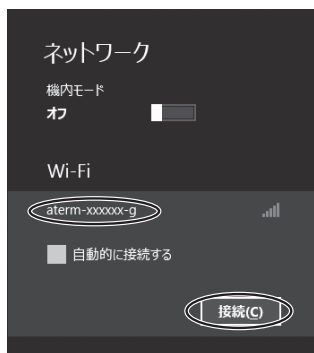 ネットワーク
機内モード
オフ
Wi-Fi
aterm-xxxxxx-g
自動的に接続する
接続(C)